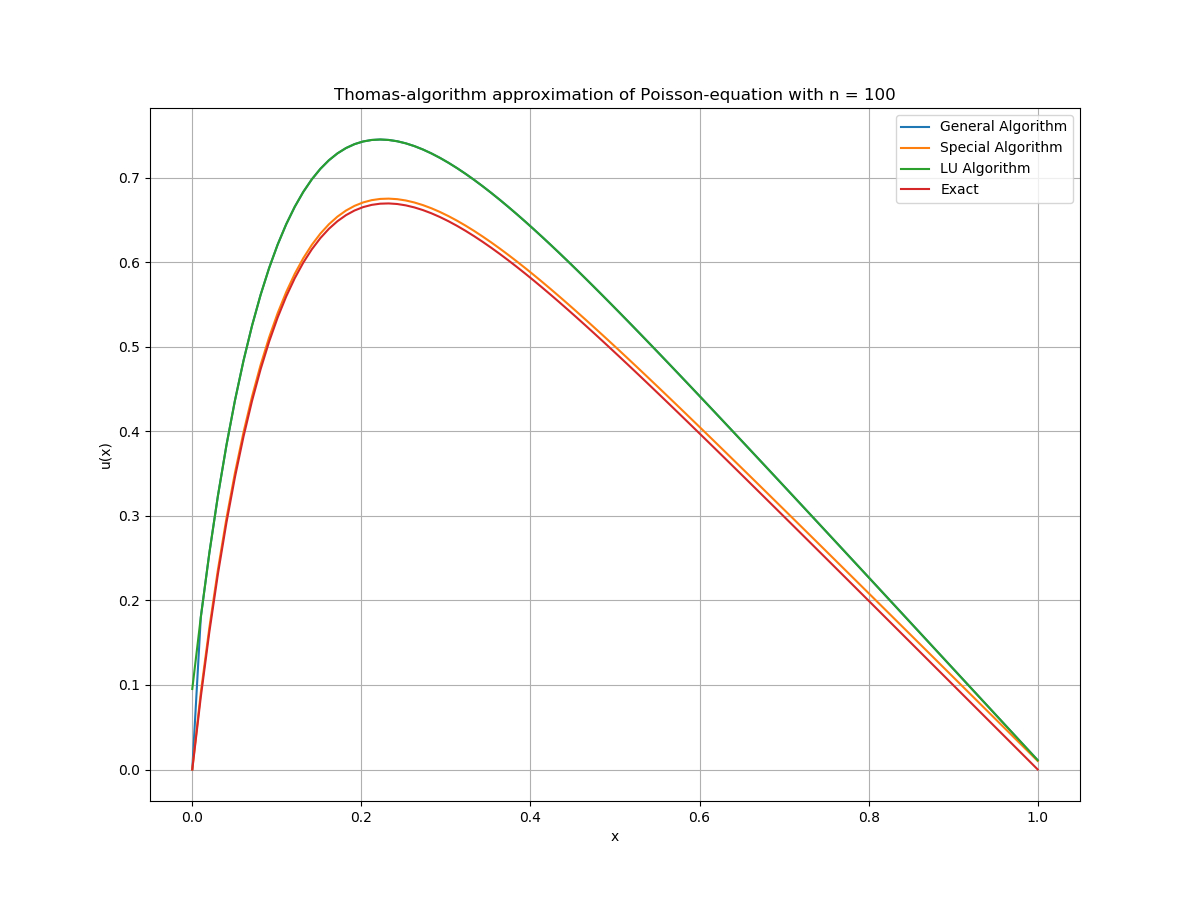 Thomas-algorithm approximation of Poisson-equation with n = 100
General Algorithm
Special Algorithm
LU Algorithm
Exact
u(x)
0.7
0.6
0.5
0.4
0.3
0.2
0.1
0.0
0.0 0.2 0.4 0.6 0.8 1.0
x